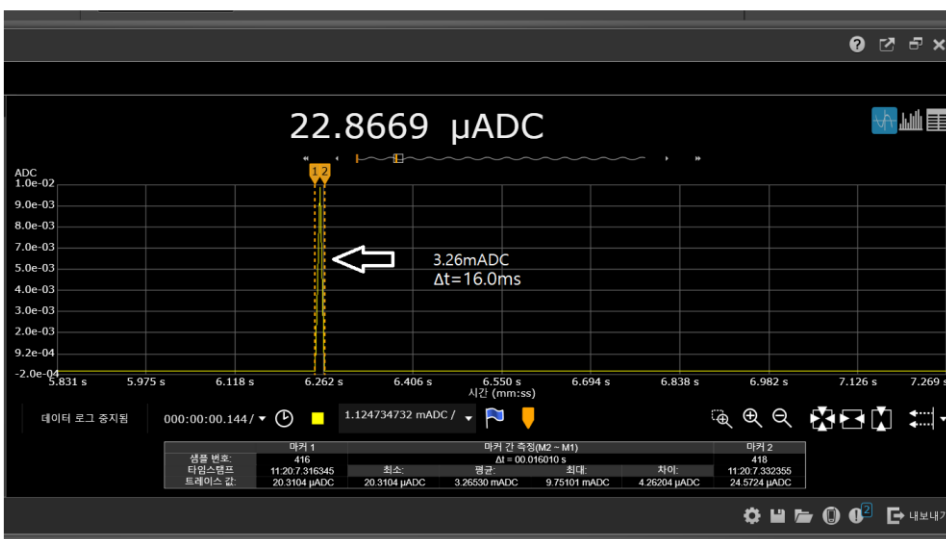 22.8669 μADC
1 2
ADC
1.0e-02
9.0e-03
8.0e-03
7.0e-03
5.0e-03
4.0e-03
3.0e-03
2.0e-03
9.2e-04
-2.0e-04
3.26mADC
Δt=16.0ms
5.831 s 5.975 s 6.118 s 6.262 s 6.406 s 6.550 s 6.694 s 6.838 s 6.982 s 7.126 s 7.269 s
시간 (mm:ss)
데이터 로그 중지됨 000:00:00.144 / 1.124734732 mADC /
마커 1 마커 간 측정(M2 ~ M1) 마커 2
샘플 번호: 416 Δt = 00.016010 s 418
타임스탬프 11:20:7.316345 최소: 평균: 최대: 차이: 11:20:7.332355
트레이스 값: 20.3104 μADC 20.3104 μADC 3.26530 mADC 9.75101 mADC 4.26204 μADC 24.5724 μADC
2 내보내기